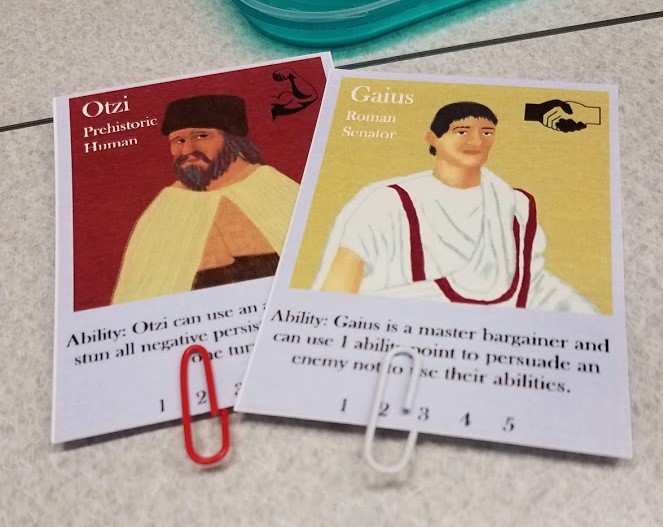 Otzi
Prehistoric
Human
Ability: Otzi can use an
stun all negative
one
1 2
Gaius
Roman
Senator
Ability: Gaius is a master bargainer and
can use 1 ability point to persuade an
enemy not to use their abilities.
1 2 3 4 5